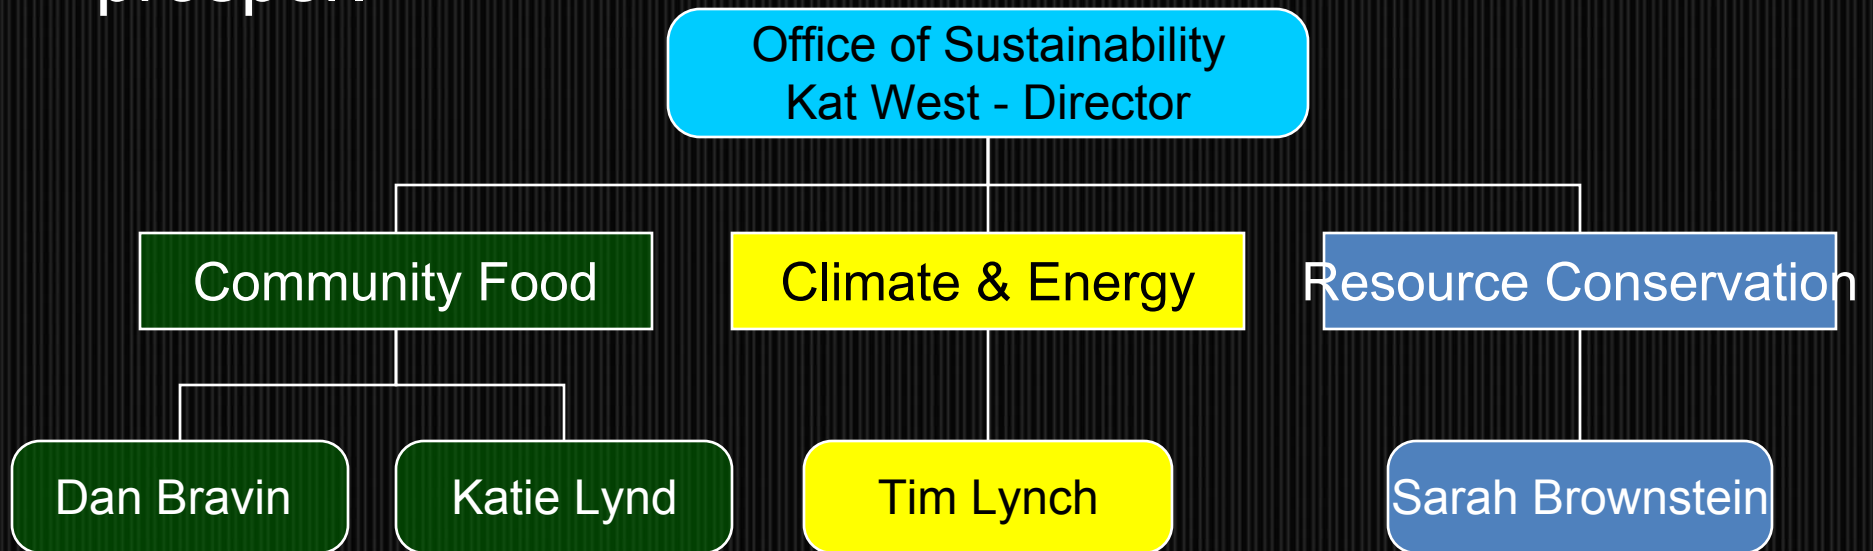 Office of Sustainability
Kat West - Director
Community Food
Climate & Energy
Resource Conservation
Dan Bravin
Katie Lynd
Tim Lynch
Sarah Brownstein